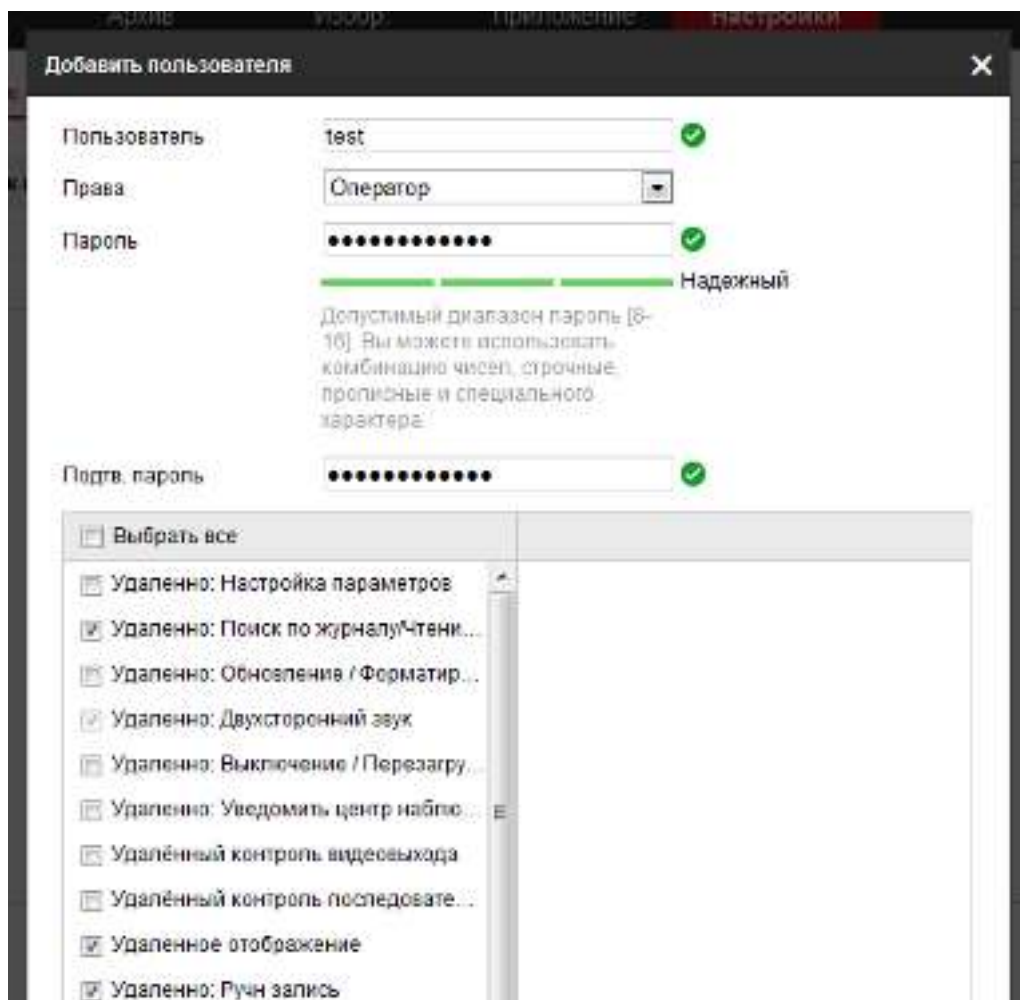 Архив Избор. Приложение Настройки
Добавить пользователя
Пользователь test
Права Оператор
Пароль ••••••••••••
Надежный
Допустимый диапазон пароль [8-
16]. Вы можете использовать
комбинацию чисел, строчные,
прописные и специального
характера.
Подтв. пароль ••••••••••••
Выбрать все
Удаленно: Настройка параметров
Удаленно: Поиск по журналу/Чтени...
Удаленно: Обновление / Форматир...
Удаленно: Двухсторонний звук
Удаленно: Выключение / Перезагру...
Удаленно: Уведомить центр наблю...
Удалённый контроль видеовыхода
Удалённый контроль последовате...
Удаленное отображение
Удаленно: Ручн запись